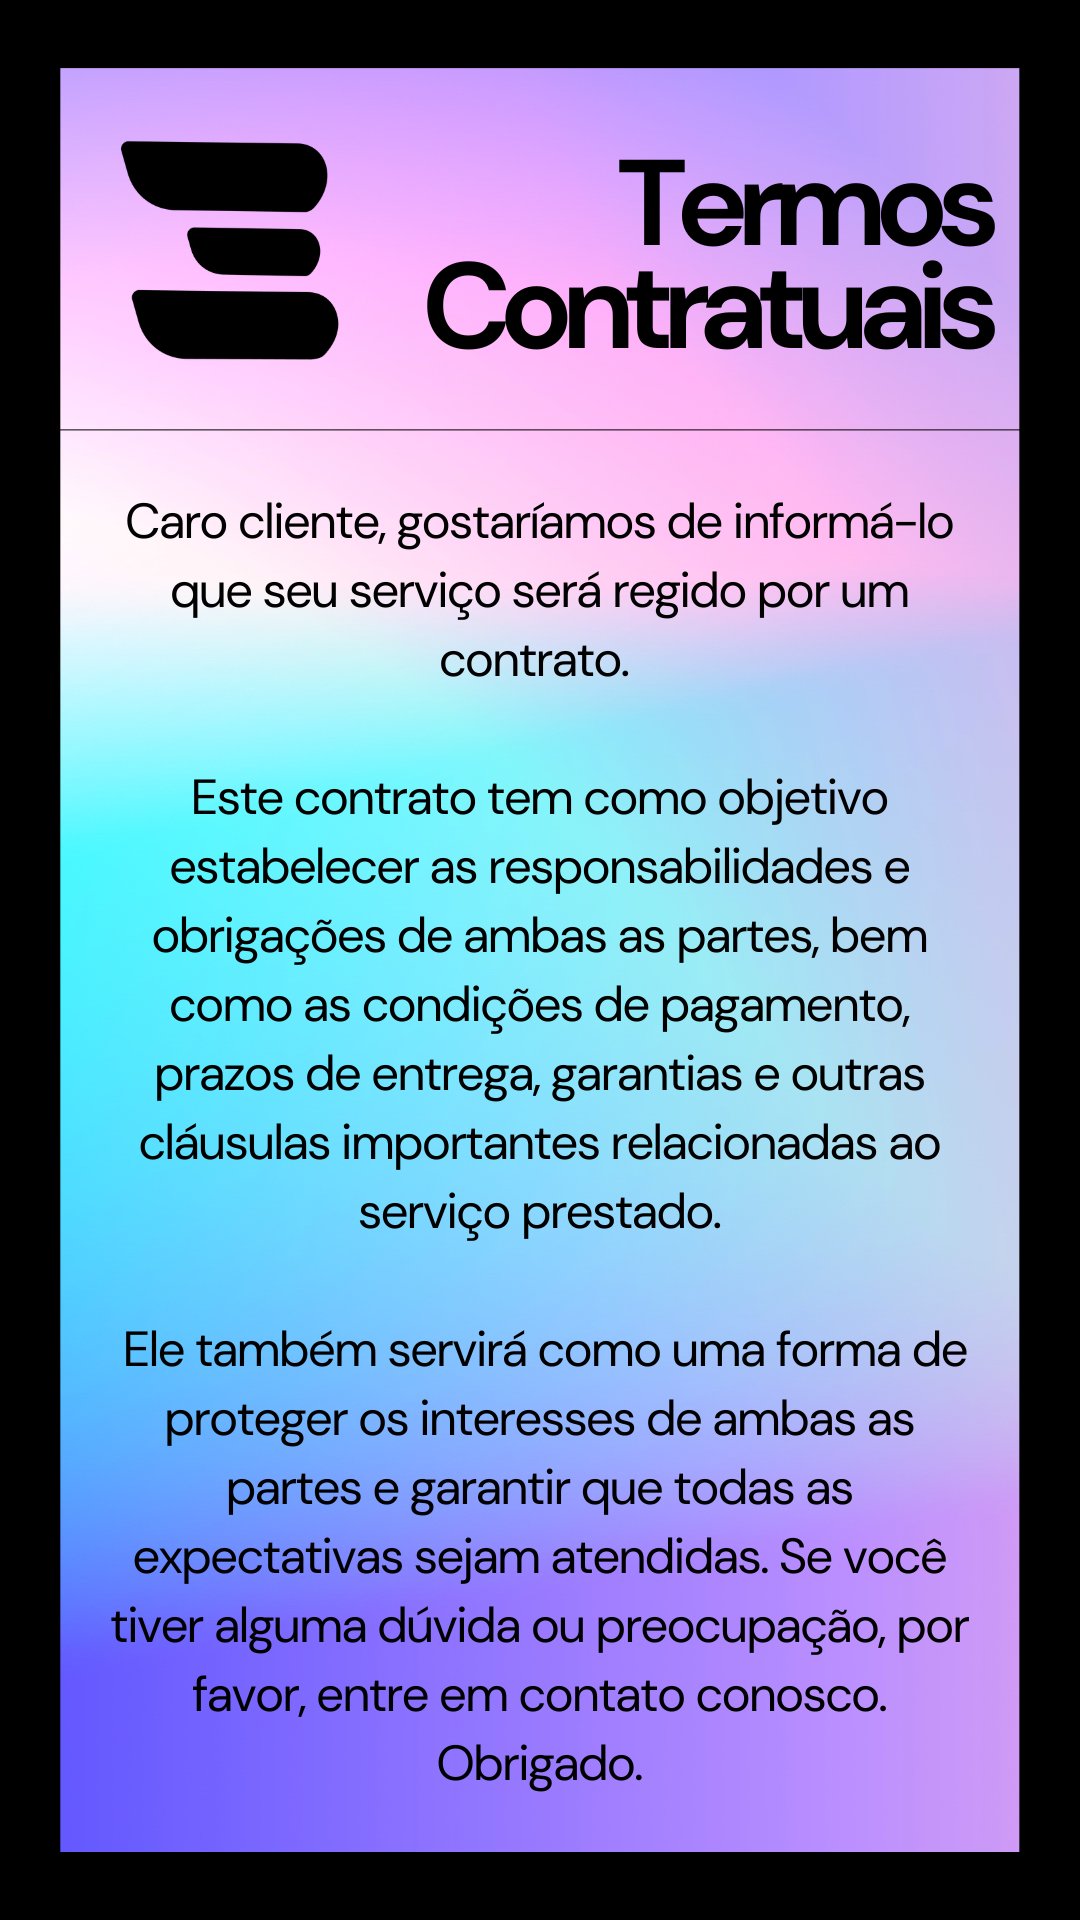 Termos
Contratuais
Caro cliente, gostaríamos de informá-lo
que seu serviço será regido por um
contrato.
Este contrato tem como objetivo
estabelecer as responsabilidades e
obrigações de ambas as partes, bem
como as condições de pagamento,
prazos de entrega, garantias e outras
cláusulas importantes relacionadas ao
serviço prestado.
Ele também servirá como uma forma de
proteger os interesses de ambas as
partes e garantir que todas as
expectativas sejam atendidas. Se você
tiver alguma dúvida ou preocupação, por
favor, entre em contato conosco.
Obrigado.